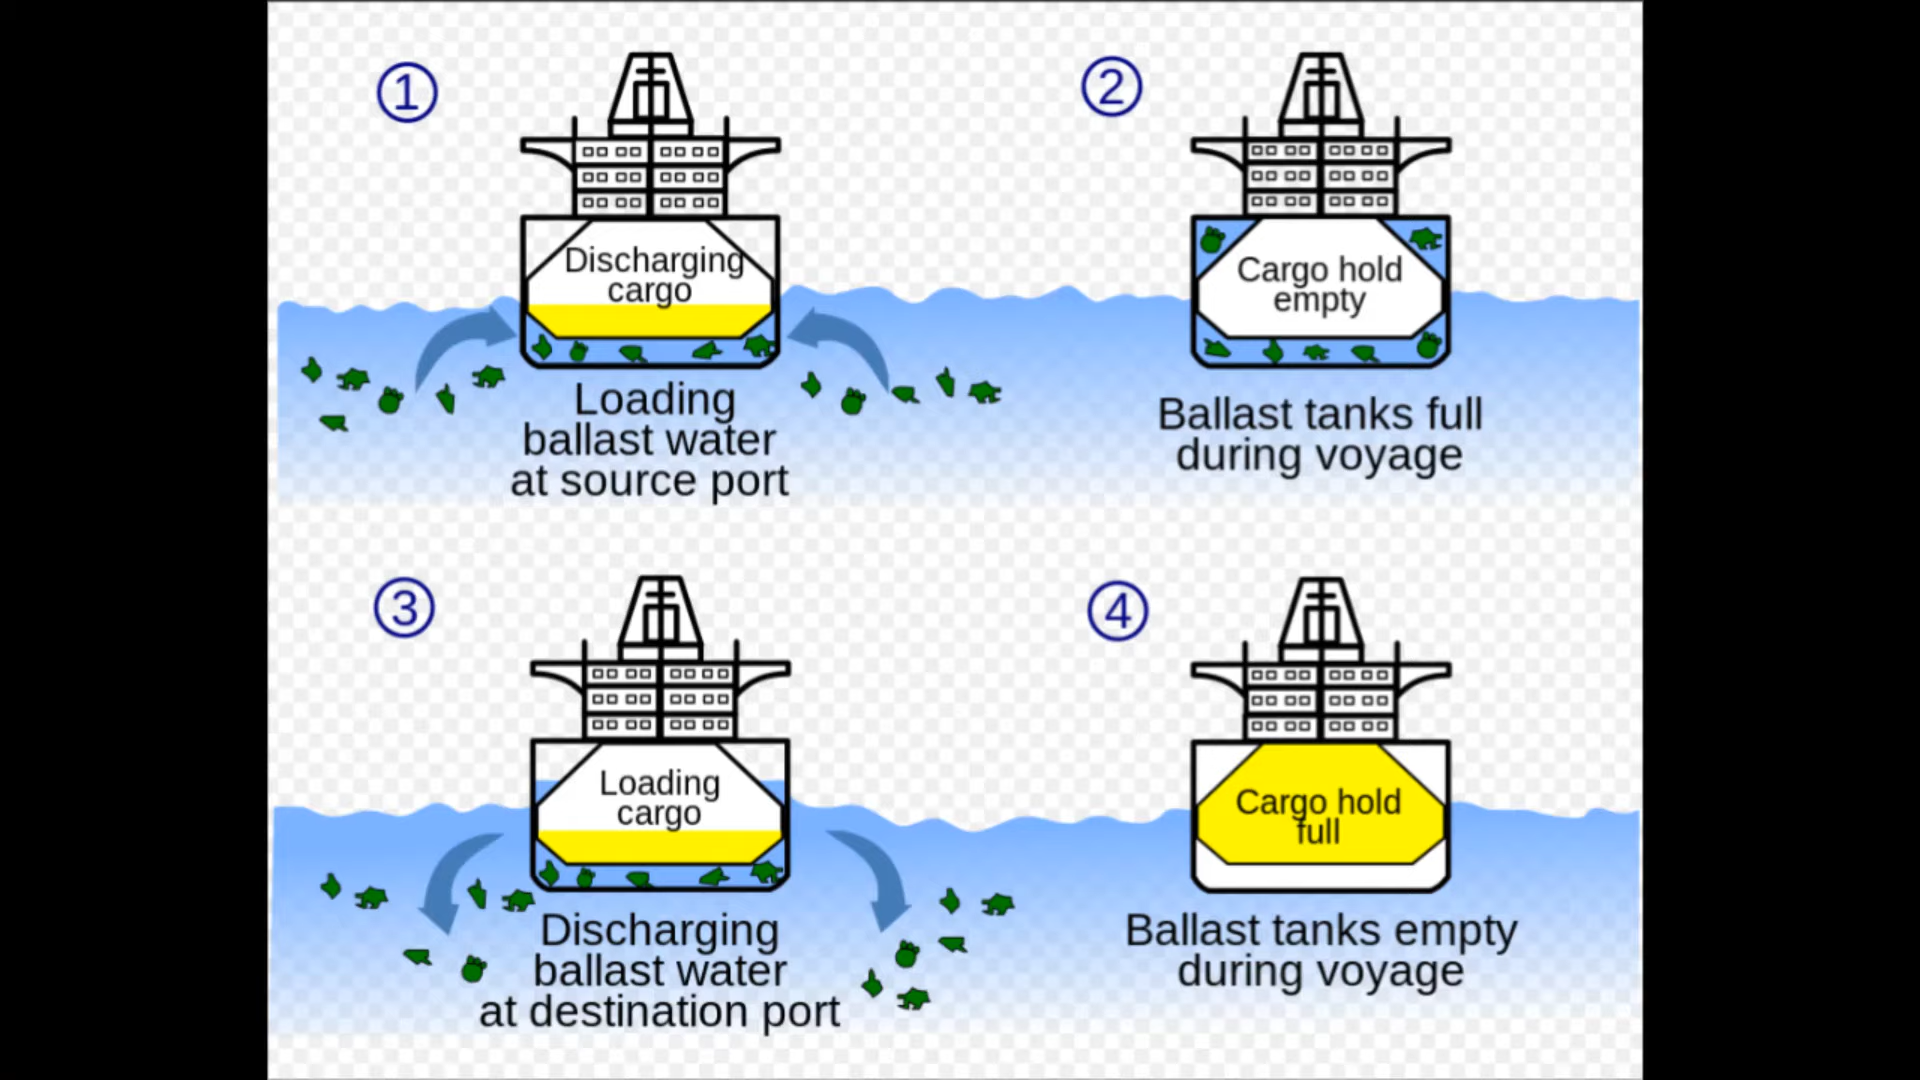 1
Discharging
cargo
Loading
ballast water
at source port
2
Cargo hold
empty
Ballast tanks full
during voyage
3
Loading
cargo
Discharging
ballast water
at destination port
4
Cargo hold
full
Ballast tanks empty
during voyage